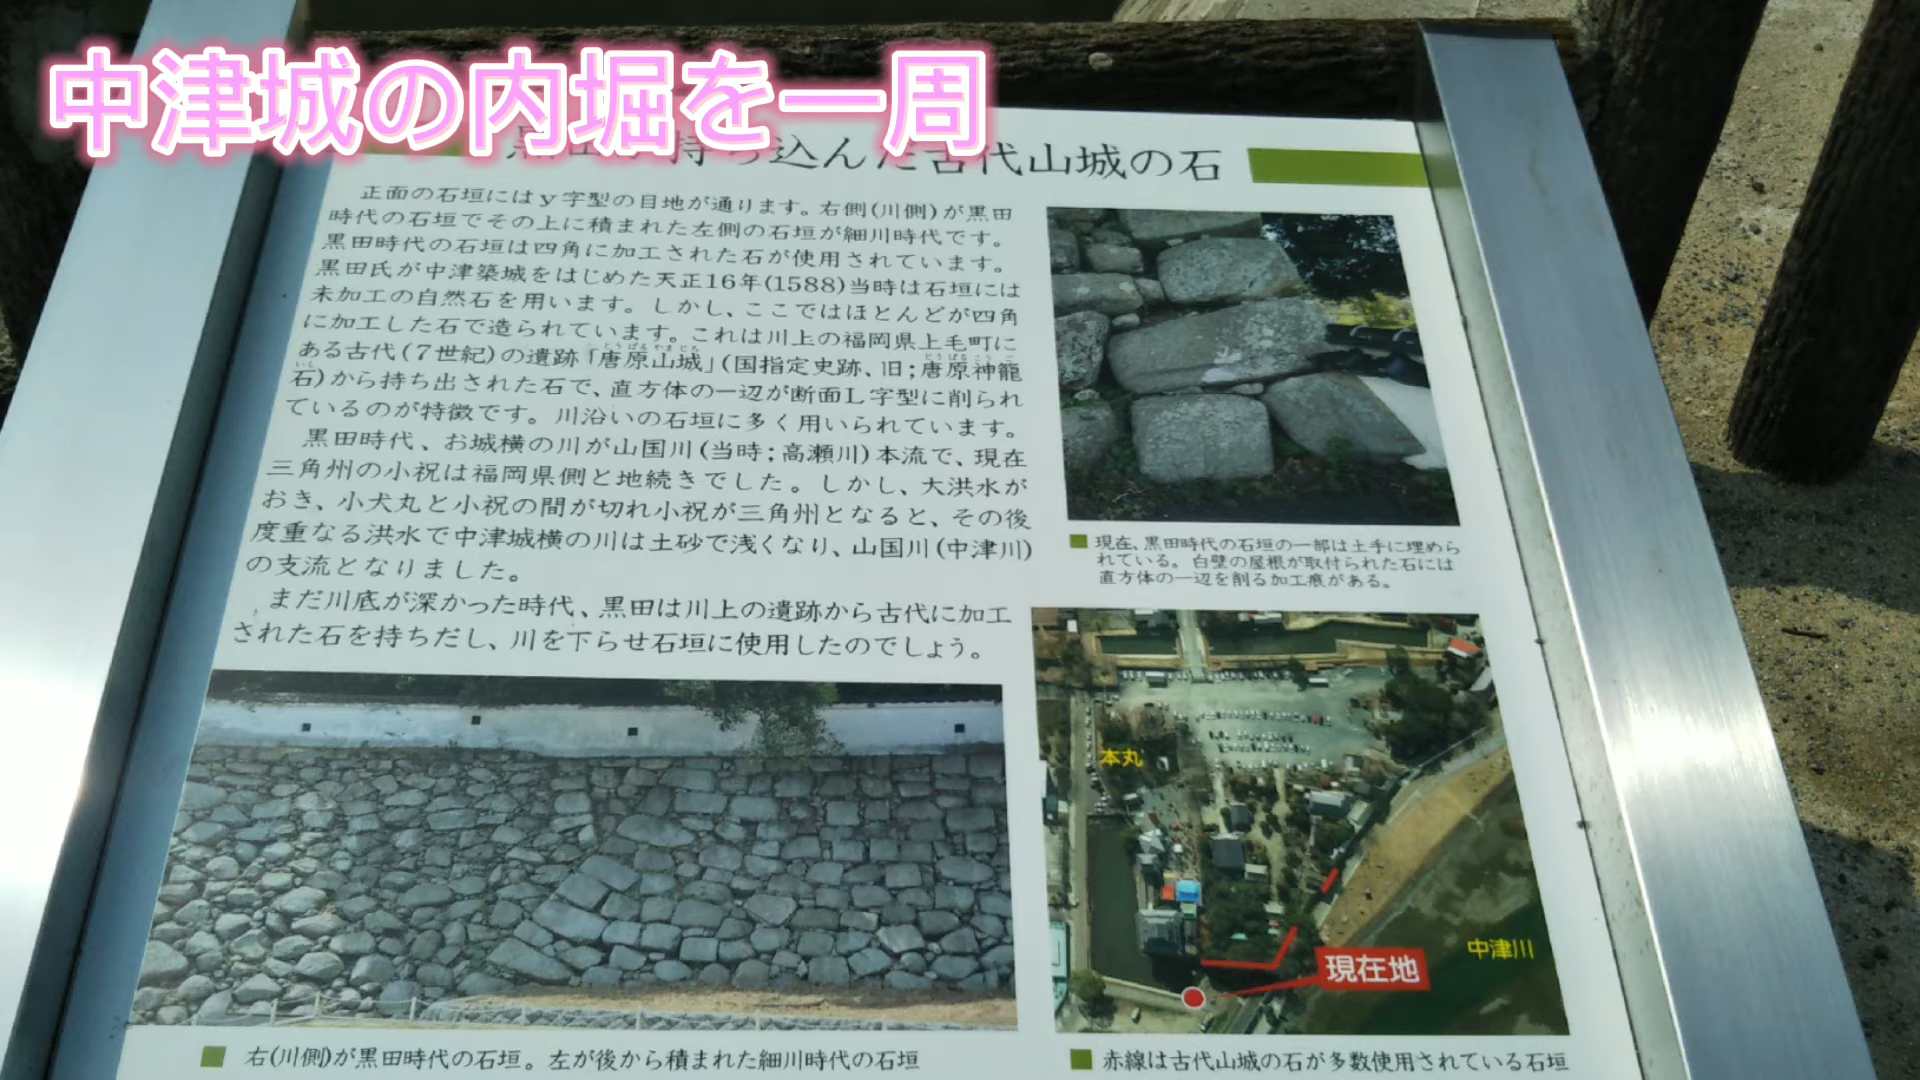 中津城の内堀を一周
黒田が持ち込んだ古代山城の石
正面の石垣にはy字型の目地が通ります。右側(川側)が黒田
時代の石垣でその上に積まれた左側の石垣が細川時代です。
黒田時代の石垣は四角に加工された石が使用されています。
黒田氏が中津築城をはじめた天正16年(1588)当時は石垣には
未加工の自然石を用います。しかし、ここではほとんどが四角
に加工した石で造られています。これは川上の福岡県上毛町に
ある古代(7世紀)の遺跡「唐原山城」(国指定史跡、旧;唐原神籠
石)から持ち出された石で、直方体の一辺が断面L字型に削られ
ているのが特徴です。川沿いの石垣に多く用いられています。
黒田時代、お城横の川が山国川(当時;高瀬川)本流で、現在
三角州の小祝は福岡県側と地続きでした。しかし、大洪水が
おき、小犬丸と小祝の間が切れ小祝が三角州となると、その後
度重なる洪水で中津城横の川は土砂で浅くなり、山国川(中津川)
の支流となりました。
まだ川底が深かった時代、黒田は川上の遺跡から古代に加工
された石を持ちだし、川を下らせ石垣に使用したのでしょう。
現在、黒田時代の石垣の一部は土手に埋めら
れている。白壁の屋根が取付られた石には
直方体の一辺を削る加工痕がある。
本丸
中津川
現在地
右(川側)が黒田時代の石垣。左が後から積まれた細川時代の石垣
赤線は古代山城の石が多数使用されている石垣